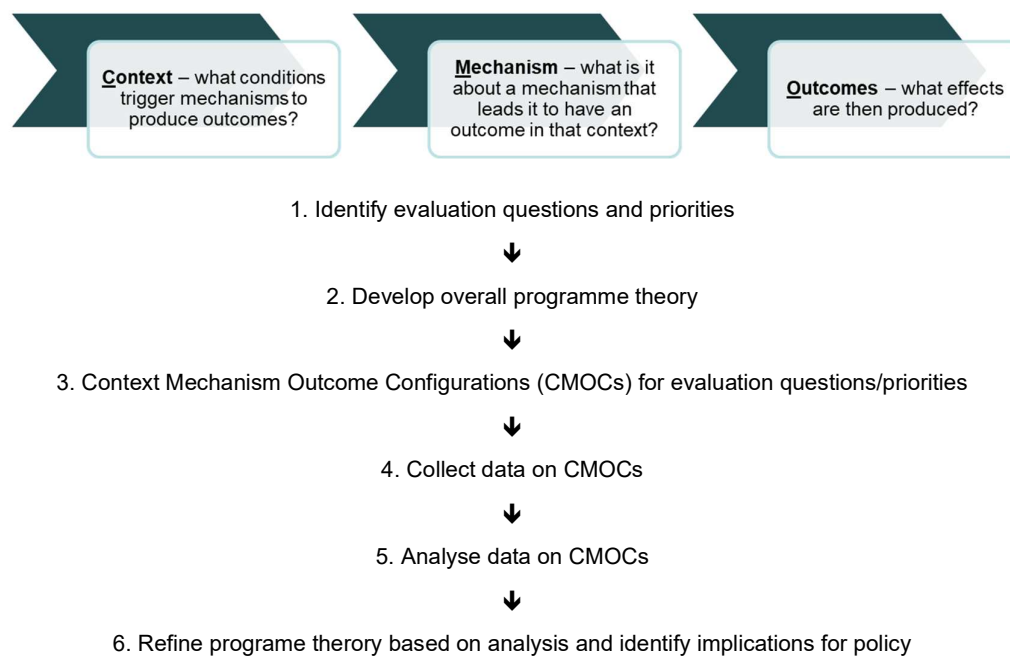 Context – what conditions
trigger mechanisms to
produce outcomes?
Mechanism – what is it
about a mechanism that
leads it to have an
outcome in that context?
Outcomes – what effects
are then produced?
1. Identify evaluation questions and priorities
2. Develop overall programme theory
3. Context Mechanism Outcome Configurations (CMOCs) for evaluation questions/priorities
4. Collect data on CMOCs
5. Analyse data on CMOCs
6. Refine programe therory based on analysis and identify implications for policy